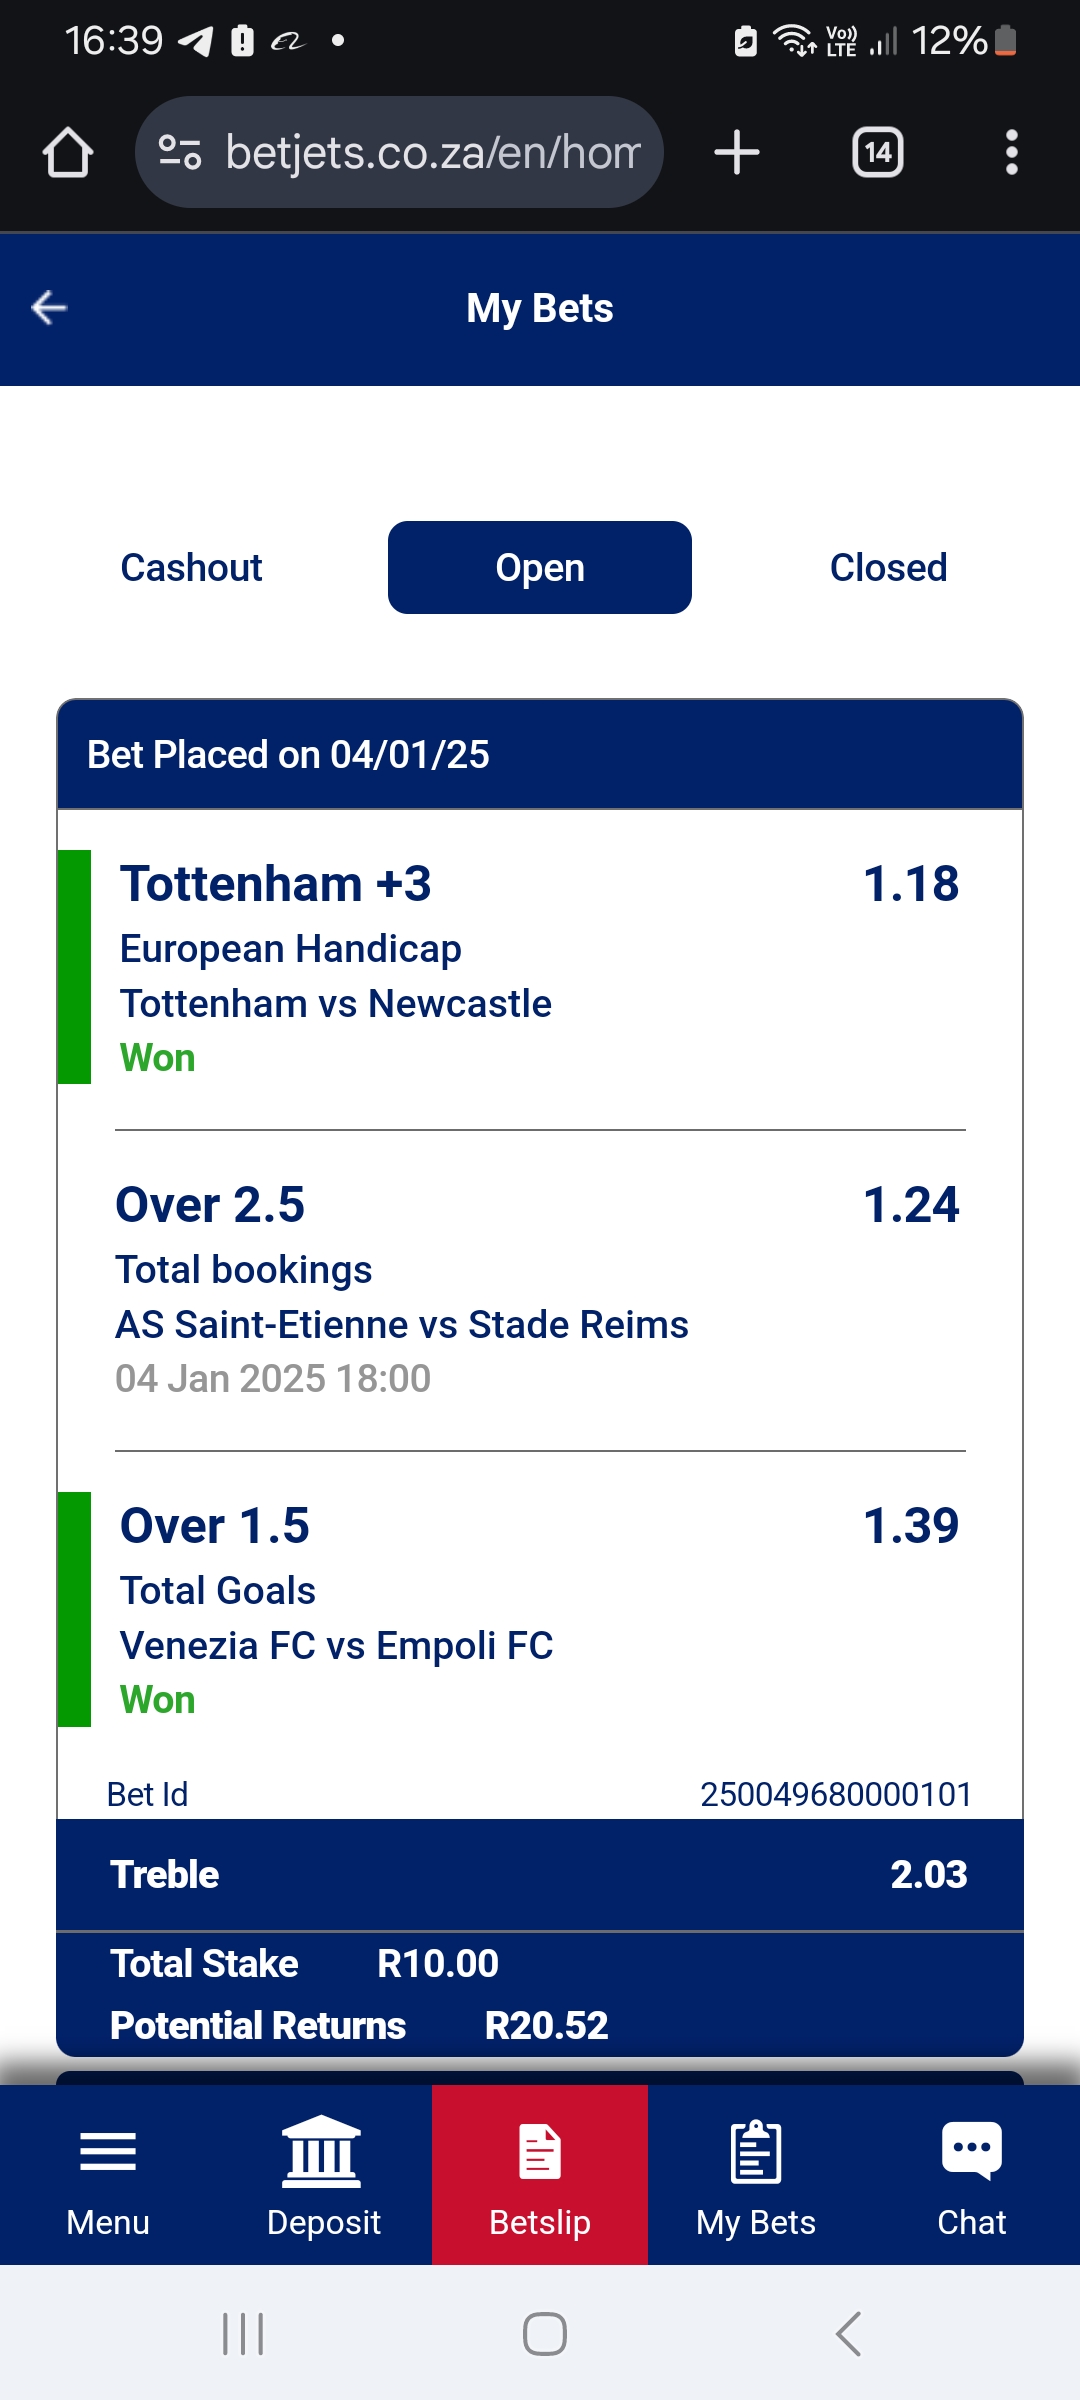 16:39
Vo)) LTE
12%
betjets.co.za/en/hom
14
My Bets
Cashout
Open
Closed
Bet Placed on 04/01/25
Tottenham +3
1.18
European Handicap
Tottenham vs Newcastle
Won
Over 2.5
1.24
Total bookings
AS Saint-Etienne vs Stade Reims
04 Jan 2025 18:00
Over 1.5
1.39
Total Goals
Venezia FC vs Empoli FC
Won
Bet Id
250049680000101
Treble
2.03
Total Stake
R10.00
Potential Returns
R20.52
Menu
Deposit
Betslip
My Bets
Chat